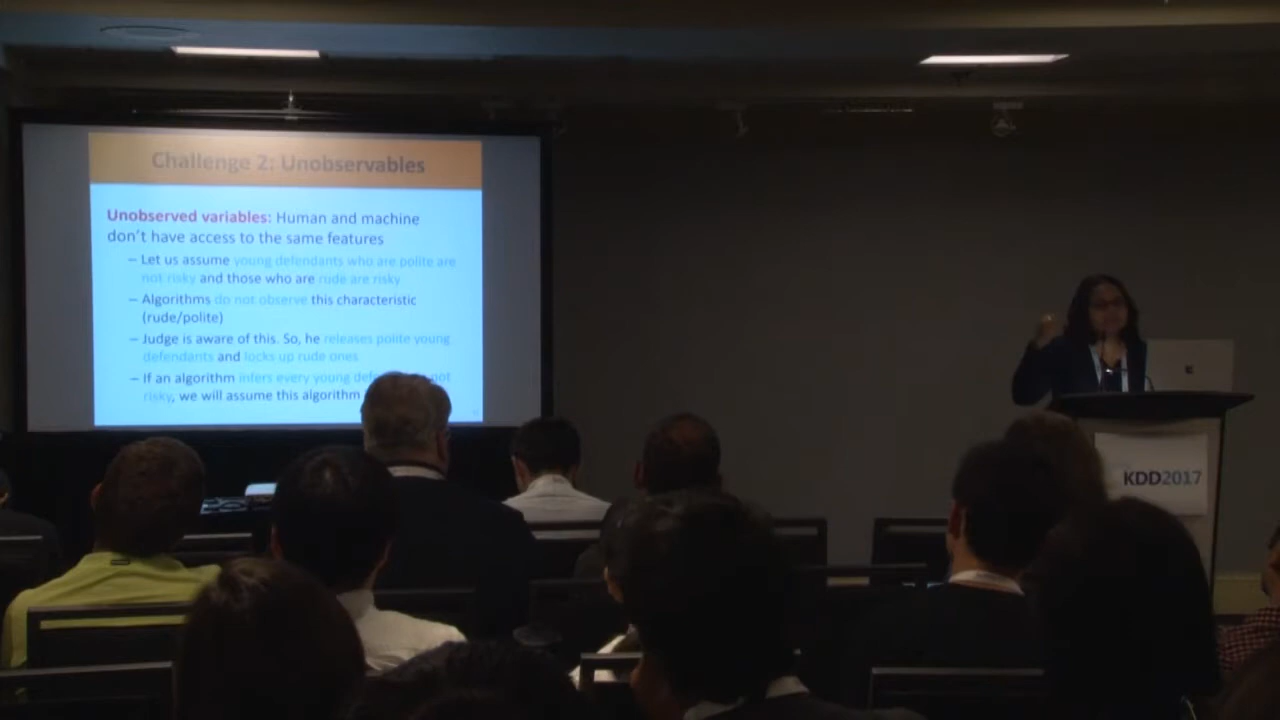 Challenge 2: Unobservables
Unobserved variables: Human and machine
don't have access to the same features
– Let us assume young defendants who are polite are
not risky and those who are rude are risky
– Algorithms do not observe this characteristic
(rude/polite)
– Judge is aware of this. So, he releases polite young
defendants and locks up rude ones
– If an algorithm infers every young not
risky, we will assume this algorithm
KDD2017